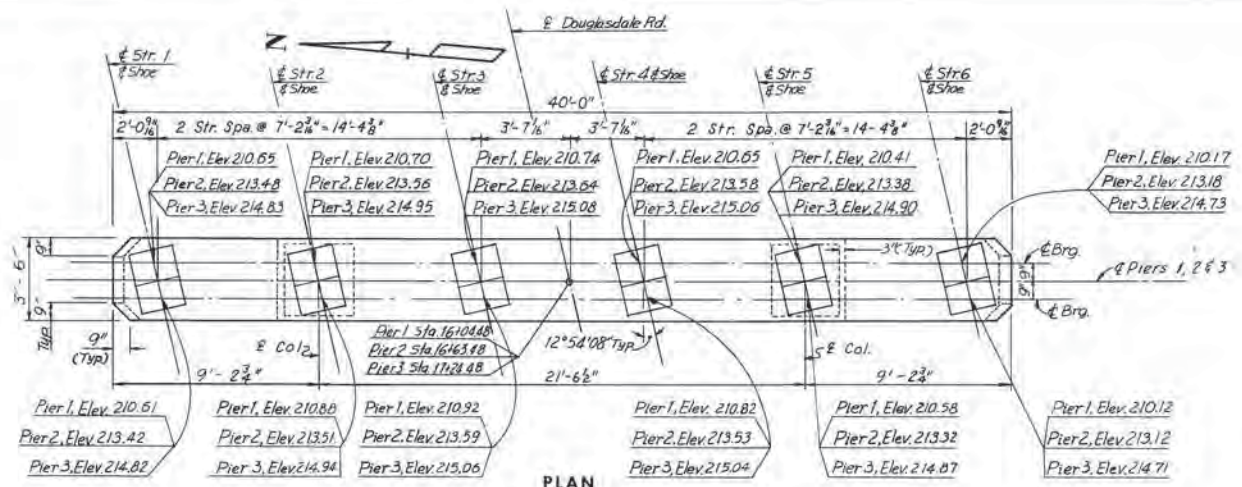 ℄ Douglasdale Rd.
N
℄ Str. 1
℄ Shoe
℄ Str. 2
℄ Shoe
℄ Str. 3
℄ Shoe
℄ Str. 4 ℄ Shoe
℄ Str. 5
℄ Shoe
℄ Str. 6
℄ Shoe
40'-0"
2'-0 9/16"
2 Str. Spa. @ 7'-2 3/16" = 14'-4 3/8"
3'-7 1/16"
3'-7 1/16"
2 Str. Spa. @ 7'-2 3/16" = 14'-4 3/8"
2'-0 9/16"
Pier 1, Elev. 210.65
Pier 2, Elev. 213.48
Pier 3, Elev. 214.83
Pier 1, Elev. 210.70
Pier 2, Elev. 213.56
Pier 3, Elev. 214.95
Pier 1, Elev. 210.74
Pier 2, Elev. 213.64
Pier 3, Elev. 215.08
Pier 1, Elev. 210.65
Pier 2, Elev. 213.58
Pier 3, Elev. 215.06
Pier 1, Elev. 210.41
Pier 2, Elev. 213.38
Pier 3, Elev. 214.90
Pier 1, Elev. 210.17
Pier 2, Elev. 213.18
Pier 3, Elev. 214.73
9"
9"
Typ.
3" (Typ.)
℄ Brg.
℄ Piers 1, 2 & 3
9" 9"
℄ Brg.
9"
(Typ.)
℄ Col.
Pier 1 Sta. 16+04.48
Pier 2 Sta. 16+63.48
Pier 3 Sta. 17+24.48
12° 54' 08" Typ.
℄ Col.
9'-2 3/4"
21'-6 1/2"
9'-2 3/4"
Pier 1, Elev. 210.61
Pier 2, Elev. 213.42
Pier 3, Elev. 214.82
Pier 1, Elev. 210.88
Pier 2, Elev. 213.51
Pier 3, Elev. 214.94
Pier 1, Elev. 210.92
Pier 2, Elev. 213.59
Pier 3, Elev. 215.06
Pier 1, Elev. 210.82
Pier 2, Elev. 213.53
Pier 3, Elev. 215.04
Pier 1, Elev. 210.58
Pier 2, Elev. 213.32
Pier 3, Elev. 214.87
Pier 1, Elev. 210.12
Pier 2, Elev. 213.12
Pier 3, Elev. 214.71
PLAN